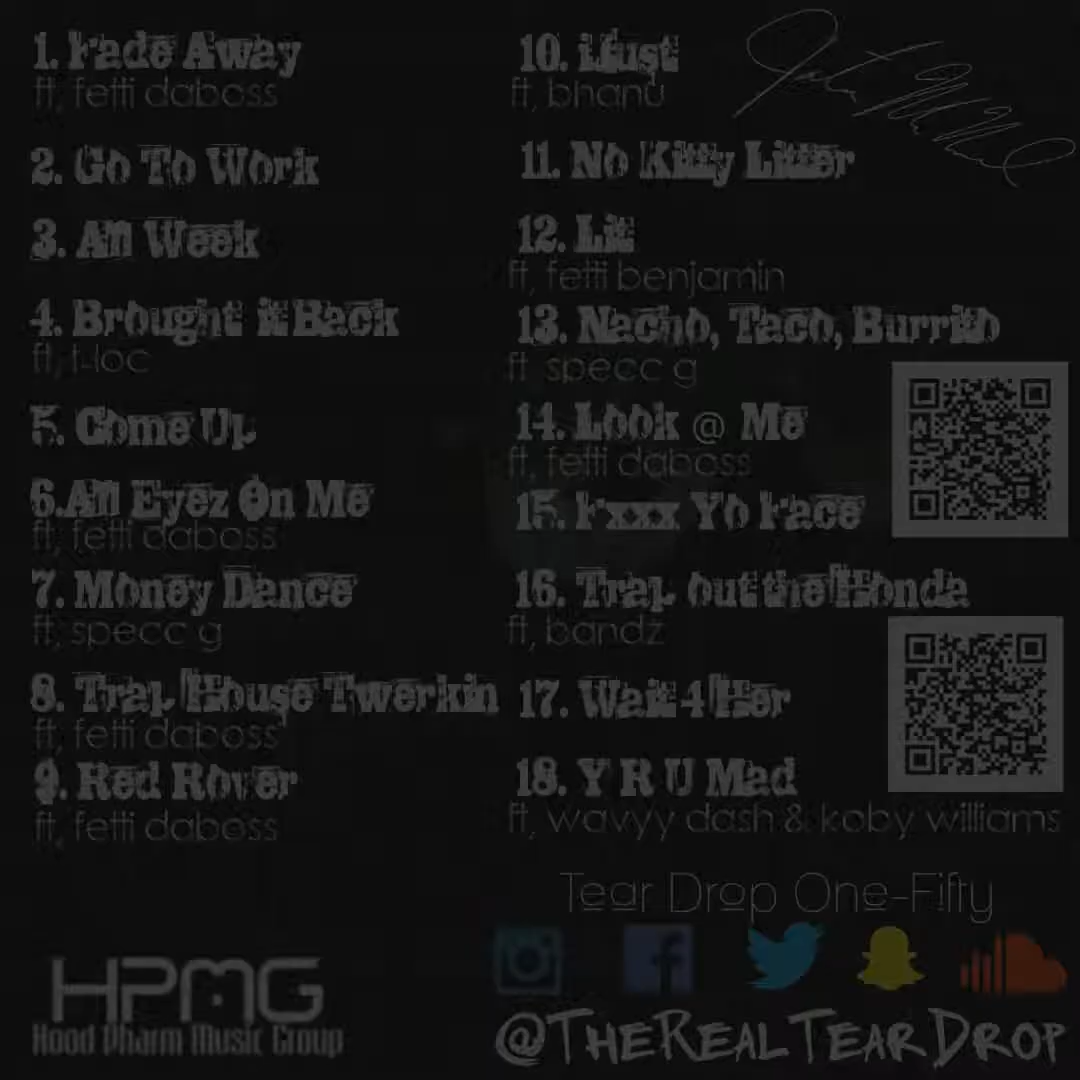 1. Fade Away
ft, fetti daboss
2. Go To Work
3. All Week
4. Brought it Back
ft, t-loc
5. Come Up
6.All Eyez On Me
ft, fetti daboss
7. Money Dance
ft, specc g
8. Trap House Twerkin
ft, fetti daboss
9. Red Rover
ft, fetti daboss
10. iJust
ft, bhanu
11. No Kitty Litter
12. Lit
ft, fetti benjamin
13. Nacho, Taco, Burrito
ft, specc g
14. Look @ Me
ft, fetti daboss
15. Fxxx Yo Face
16. Trap out the Honda
ft, bandz
17. Wait 4 Her
18. Y R U Mad
ft, wavyy dash & koby williams
Tear Drop One-Fifty
HPMG
Hood Pharm Music Group
@TheRealTearDrop